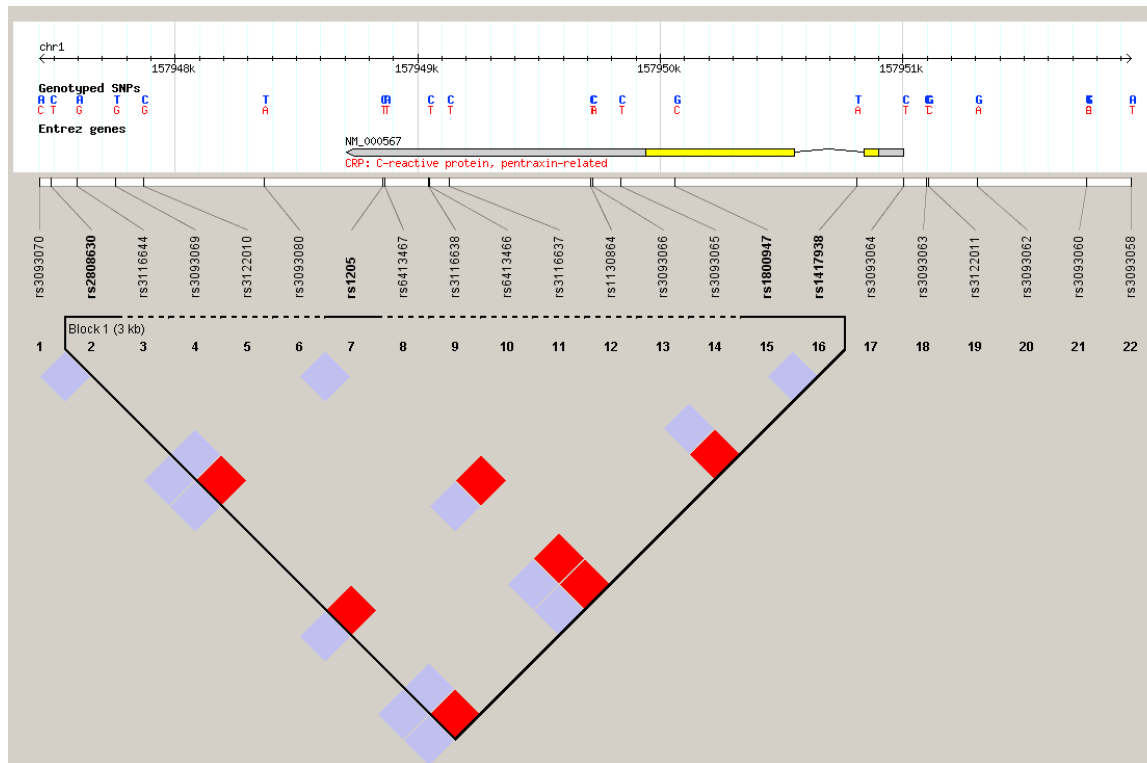 chr1
157948k 157949k 157950k 157951k
Genotyped SNPs
A C A T C T A C C C C G T C G G A
C T G G G A T T T T C A T A T
Entrez genes
NM_000567
CRP: C-reactive protein, pentraxin-related
rs3093070 rs2808630 rs3116644 rs3093069 rs3122010 rs3093080 rs1205 rs6413467 rs3116638 rs6413466 rs3116637 rs1130864 rs3093066 rs3093065 rs1800947 rs1417938 rs3093064 rs3093063 rs3122011 rs3093062 rs3093060 rs3093058
Block 1 (3 kb)
1 2 3 4 5 6 7 8 9 10 11 12 13 14 15 16 17 18 19 20 21 22